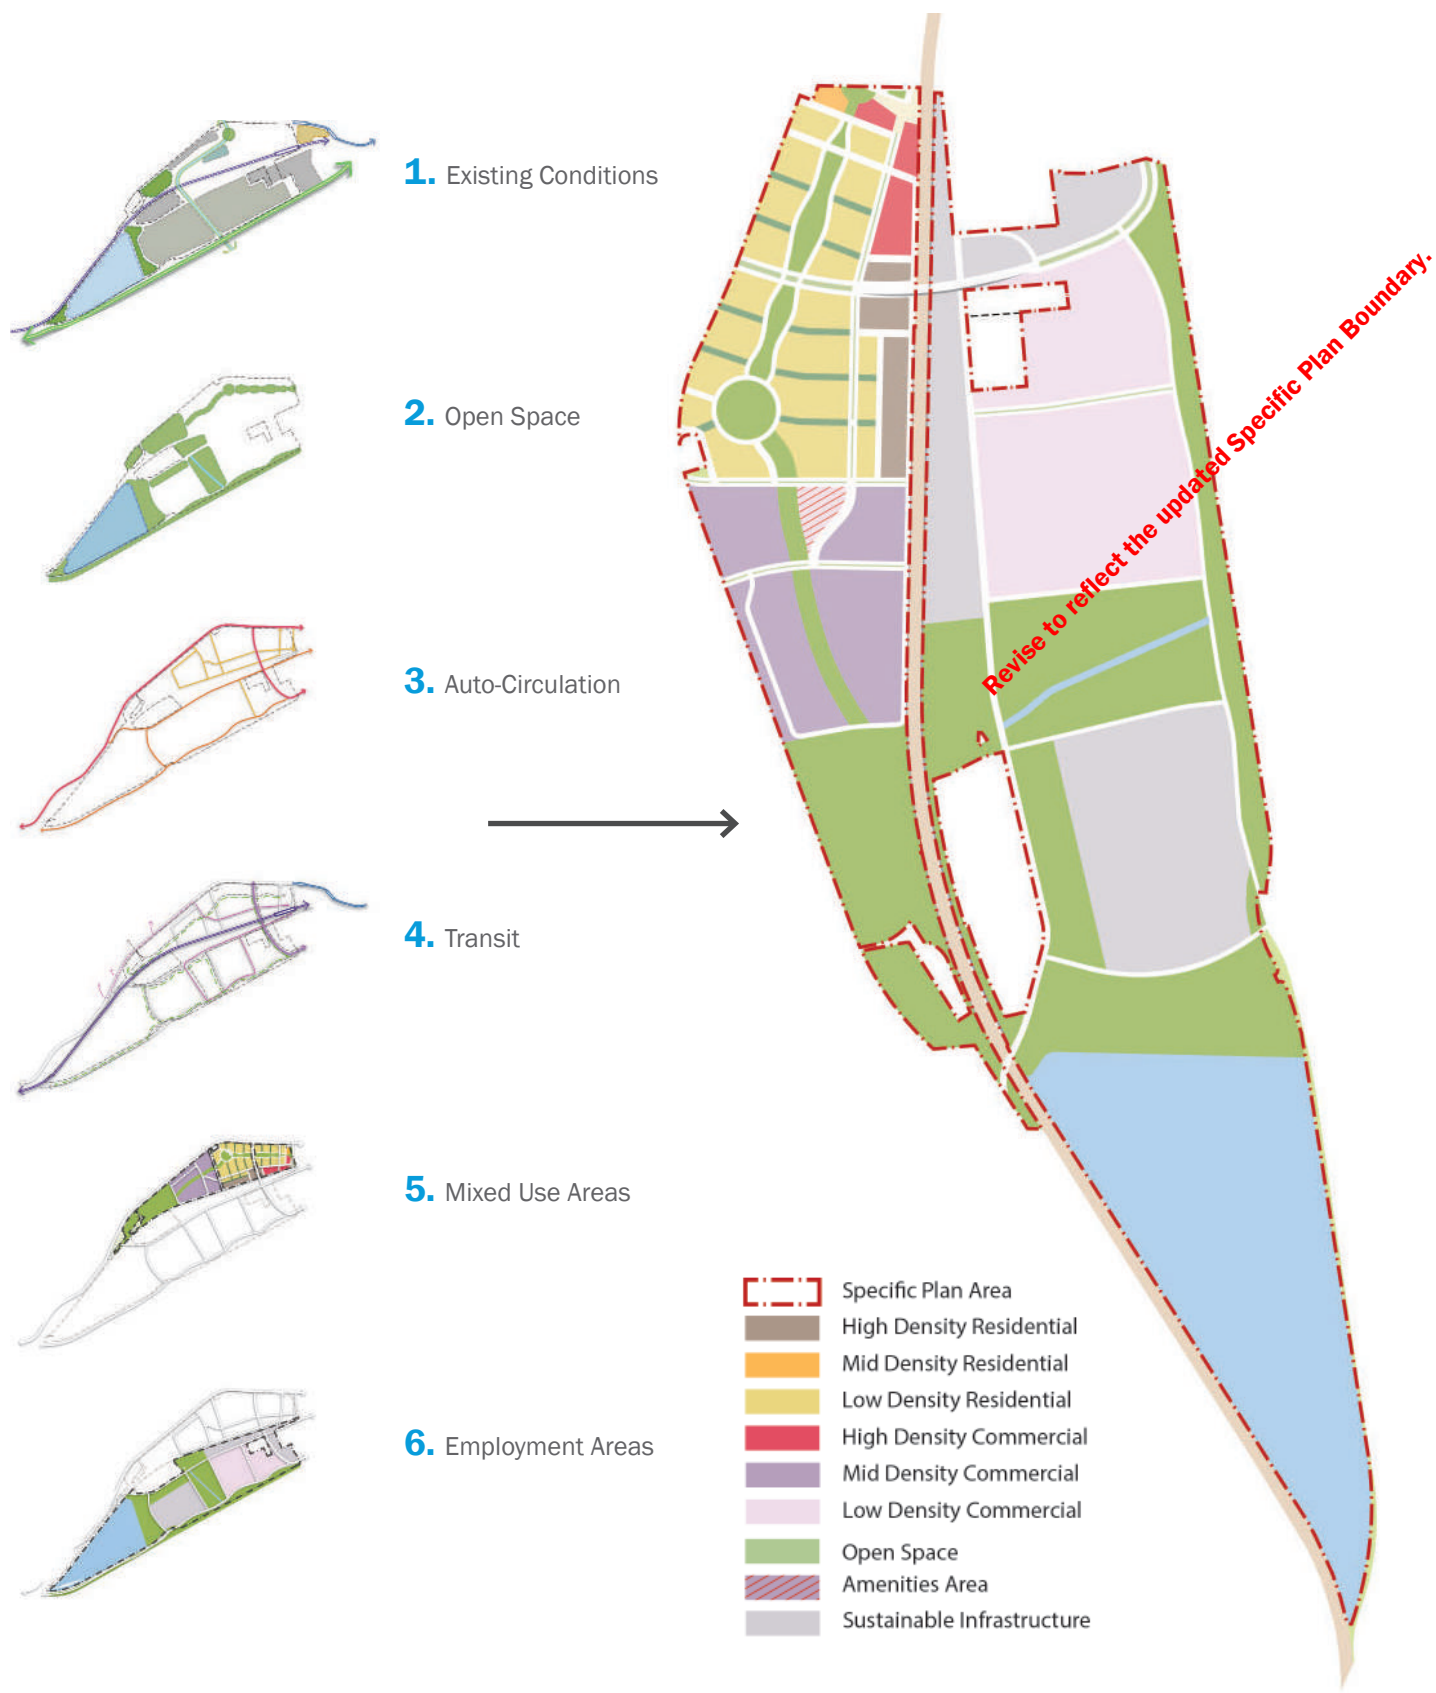 1. Existing Conditions
2. Open Space
3. Auto-Circulation
4. Transit
5. Mixed Use Areas
6. Employment Areas
Revise to reflect the updated Specific Plan Boundary.
Specific Plan Area
High Density Residential
Mid Density Residential
Low Density Residential
High Density Commercial
Mid Density Commercial
Low Density Commercial
Open Space
Amenities Area
Sustainable Infrastructure